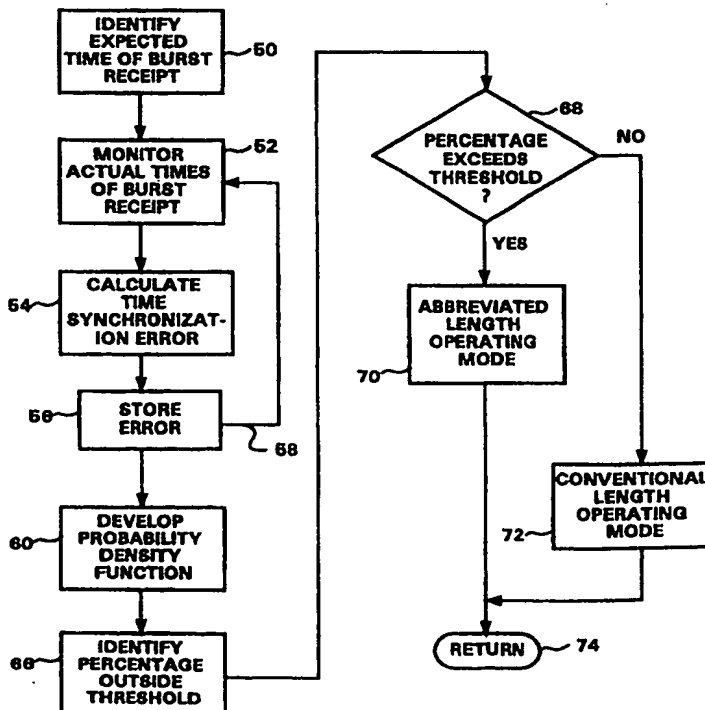 IDENTIFY
EXPECTED
TIME OF BURST
RECEIPT
50
MONITOR
ACTUAL TIMES
OF BURST
RECEIPT
52
54
CALCULATE
TIME
SYNCHRONIZAT-
ION ERROR
56
STORE
ERROR
58
60
DEVELOP
PROBABILITY
DENSITY
FUNCTION
66
IDENTIFY
PERCENTAGE
OUTSIDE
THRESHOLD
68
PERCENTAGE
EXCEEDS
THRESHOLD
?
NO
YES
ABBREVIATED
LENGTH
OPERATING
MODE
70
CONVENTIONAL
LENGTH
OPERATING
MODE
72
RETURN
74